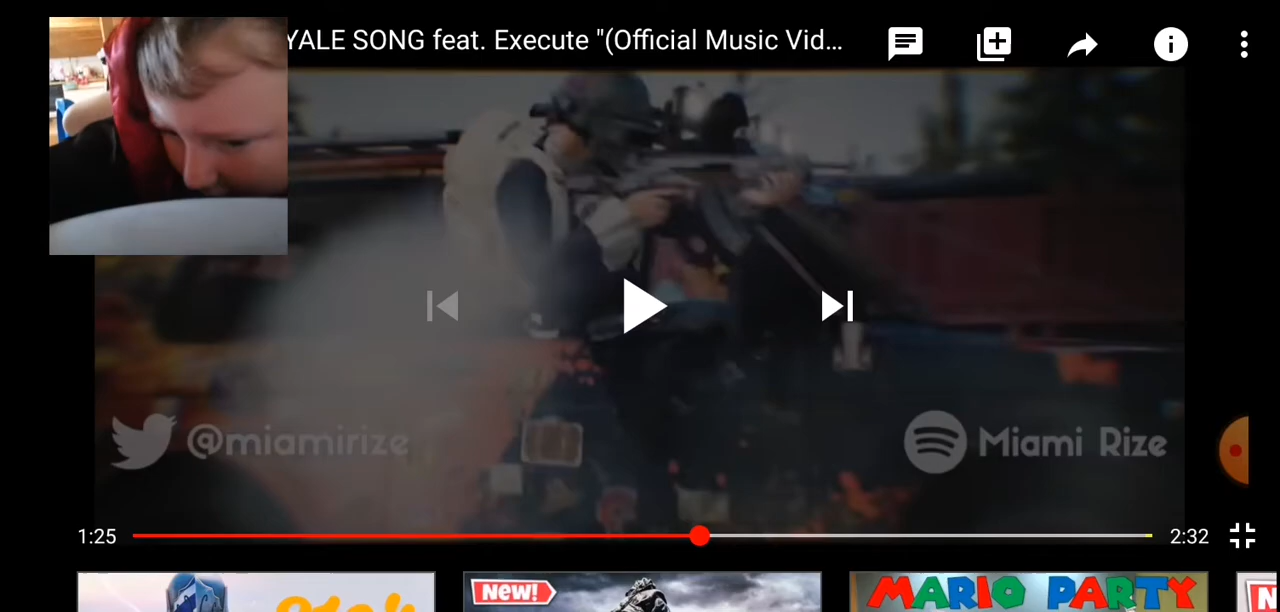 YALE SONG feat. Execute "(Official Music Vid...
@miamirize
Miami Rize
1:25
2:32
New!
MARIO PARTY